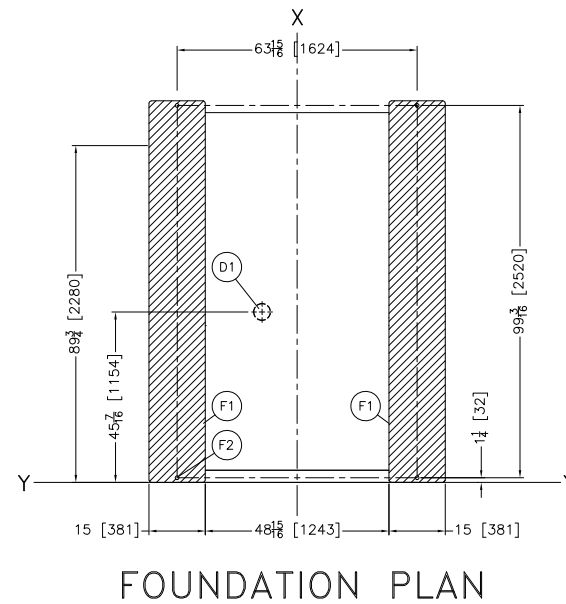 X
63 15/16 [1624]
89 3/4 [2280]
45 7/16 [1154]
99 3/16 [2520]
1 1/4 [32]
D1
F1
F1
F2
Y
Y
15 [381]
48 15/16 [1243]
15 [381]
FOUNDATION PLAN